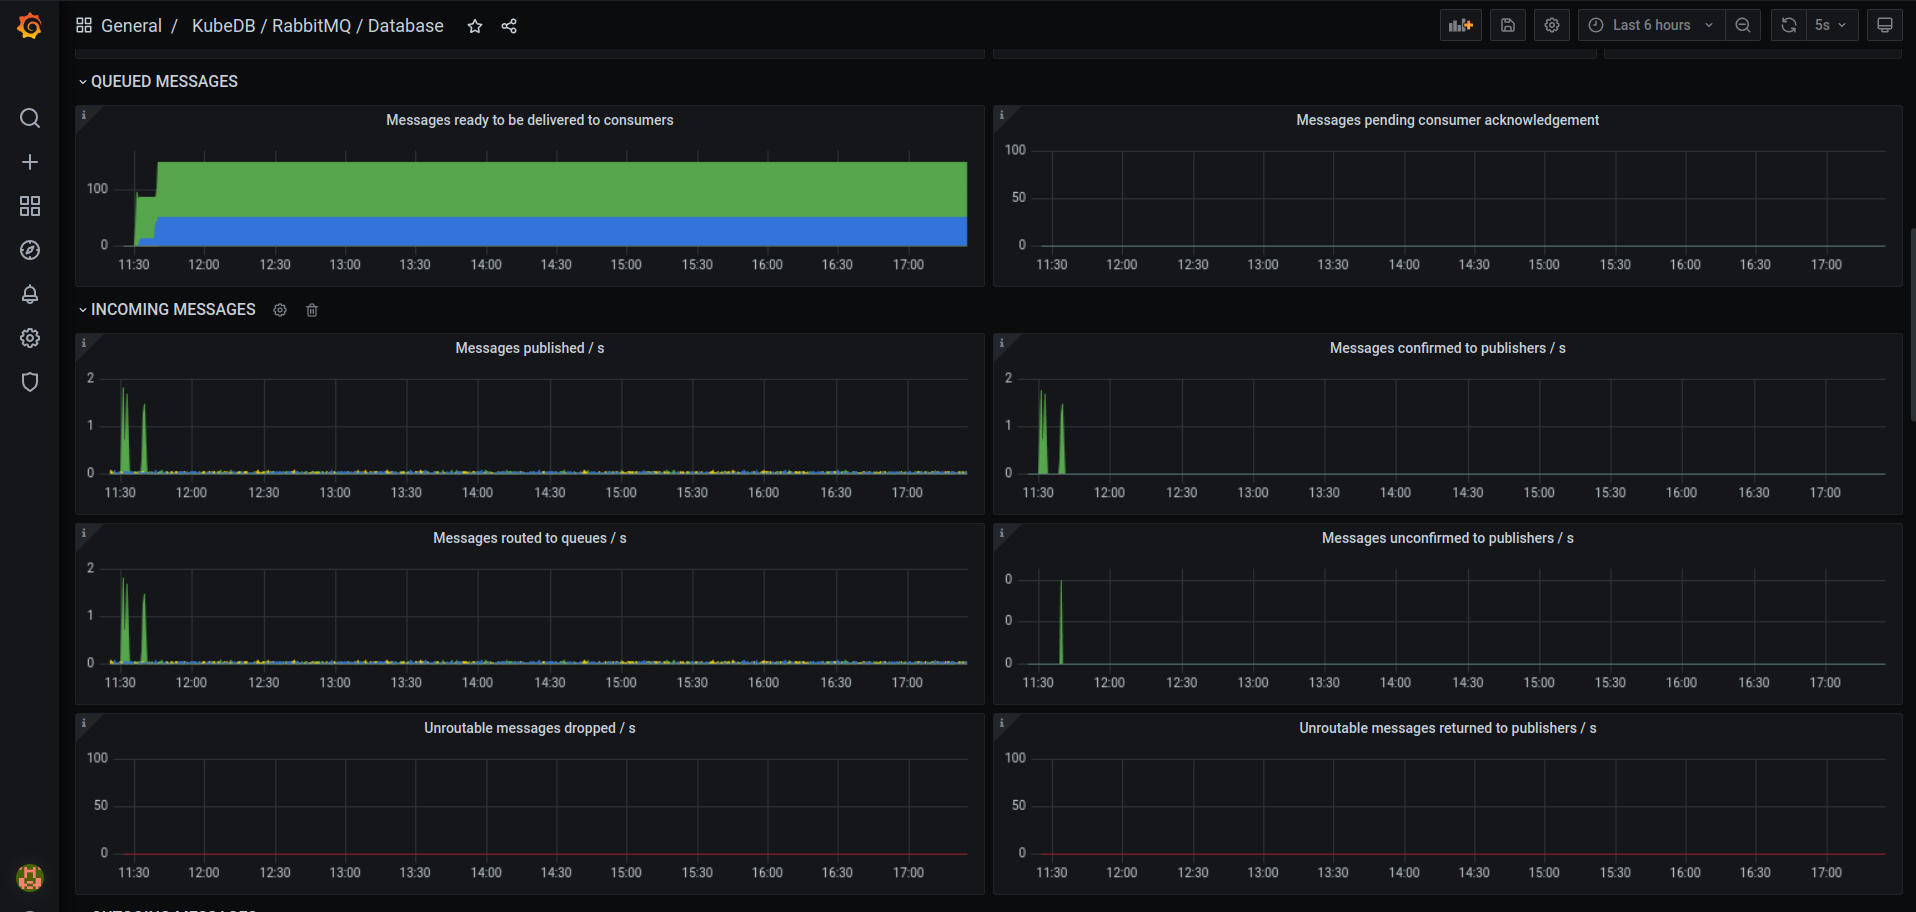 General / KubeDB / RabbitMQ / Database
Last 6 hours
5s
QUEUED MESSAGES
Messages ready to be delivered to consumers
100
0
11:30 12:00 12:30 13:00 13:30 14:00 14:30 15:00 15:30 16:00 16:30 17:00
Messages pending consumer acknowledgement
100
50
0
11:30 12:00 12:30 13:00 13:30 14:00 14:30 15:00 15:30 16:00 16:30 17:00
INCOMING MESSAGES
Messages published / s
2
1
0
11:30 12:00 12:30 13:00 13:30 14:00 14:30 15:00 15:30 16:00 16:30 17:00
Messages confirmed to publishers / s
2
1
0
11:30 12:00 12:30 13:00 13:30 14:00 14:30 15:00 15:30 16:00 16:30 17:00
Messages routed to queues / s
2
1
0
11:30 12:00 12:30 13:00 13:30 14:00 14:30 15:00 15:30 16:00 16:30 17:00
Messages unconfirmed to publishers / s
0
0
0
11:30 12:00 12:30 13:00 13:30 14:00 14:30 15:00 15:30 16:00 16:30 17:00
Unroutable messages dropped / s
100
50
0
11:30 12:00 12:30 13:00 13:30 14:00 14:30 15:00 15:30 16:00 16:30 17:00
Unroutable messages returned to publishers / s
100
50
0
11:30 12:00 12:30 13:00 13:30 14:00 14:30 15:00 15:30 16:00 16:30 17:00